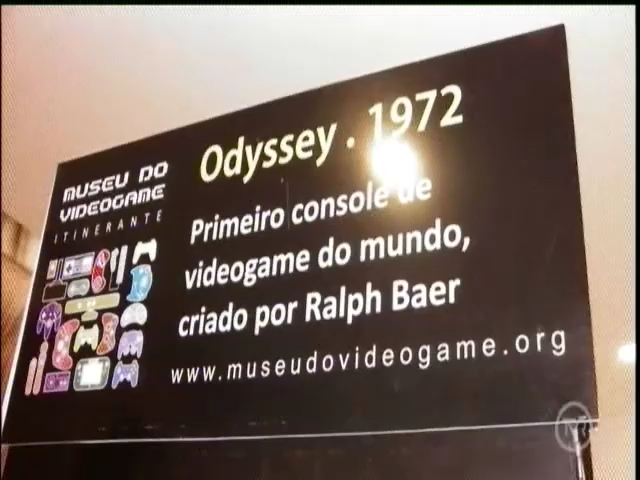 MUSEU DO
VIDEOGAME
ITINERANTE
Odyssey . 1972
Primeiro console de
videogame do mundo,
criado por Ralph Baer
www.museudovideogame.org